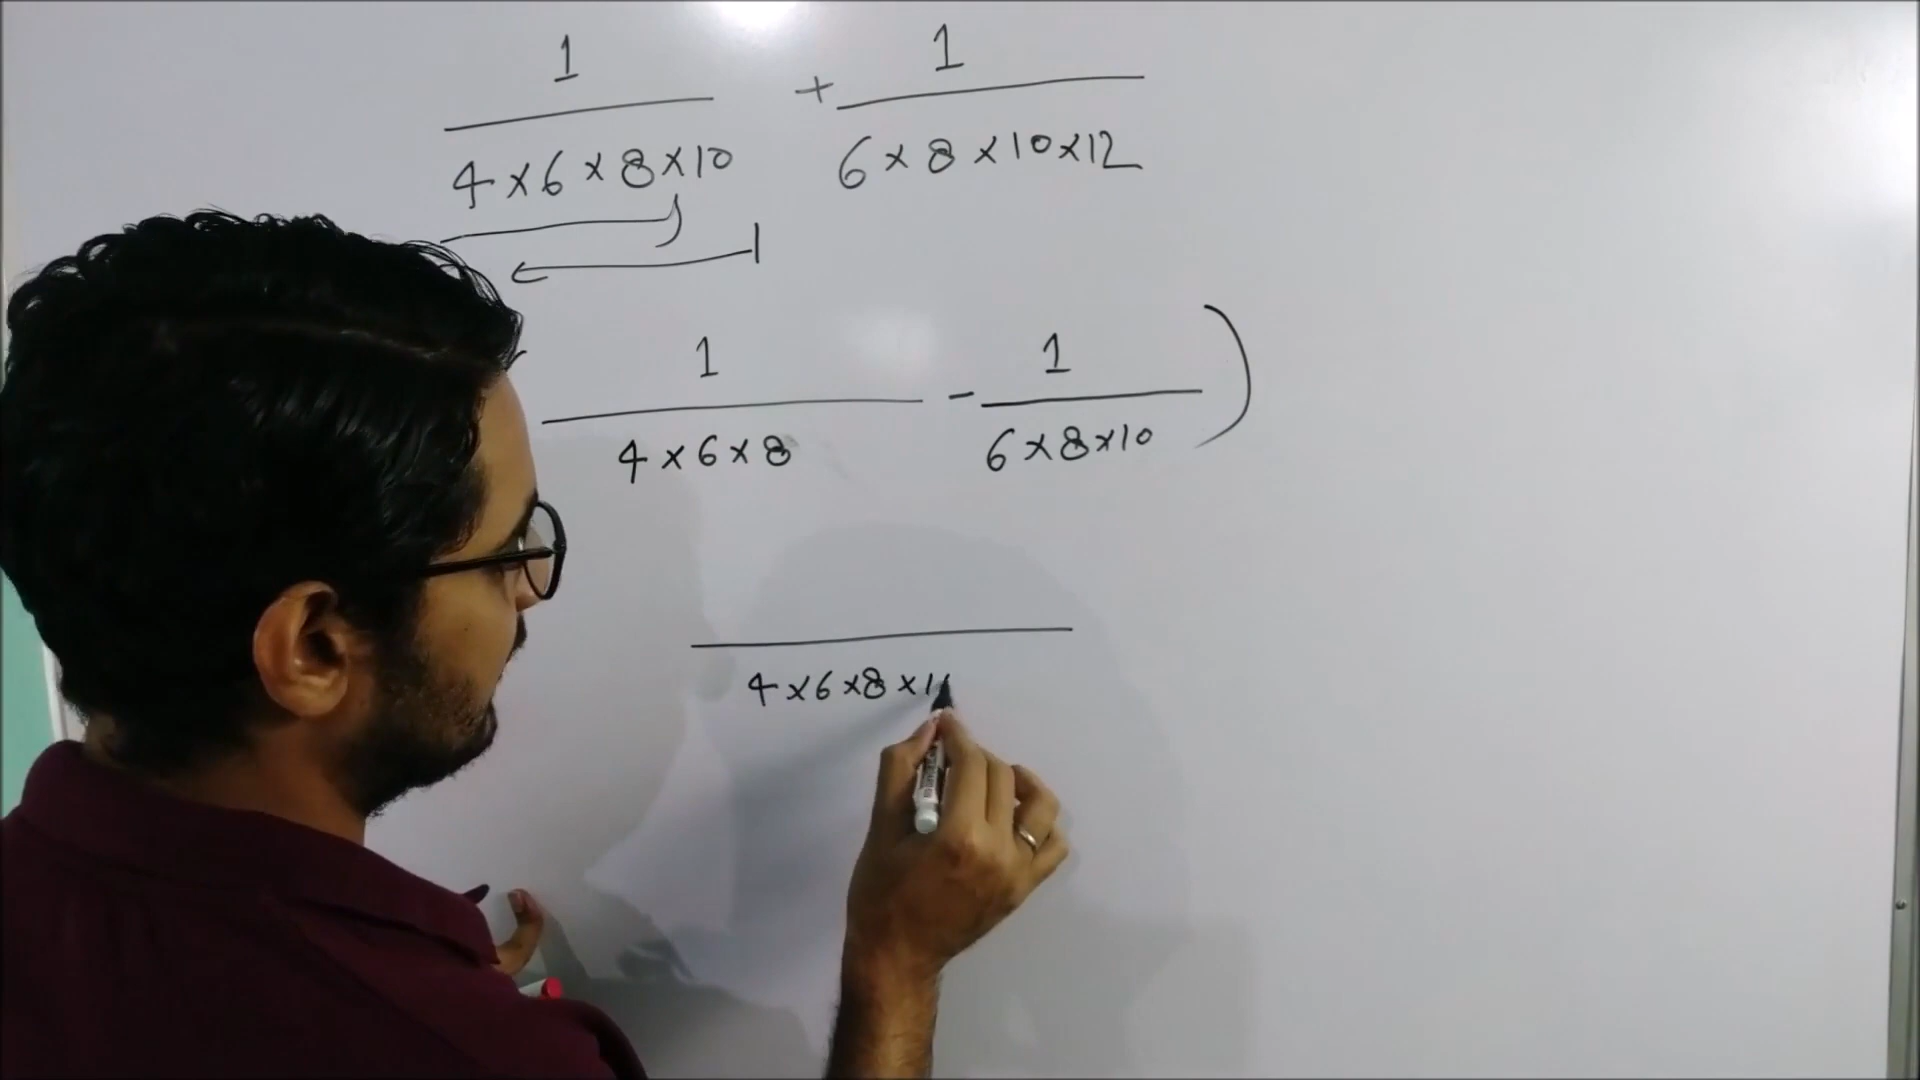 1 + 1
4 × 6 × 8 × 10 6 × 8 × 10 × 12
1 - 1 )
4 × 6 × 8 6 × 8 × 10
4 × 6 × 8 × 1